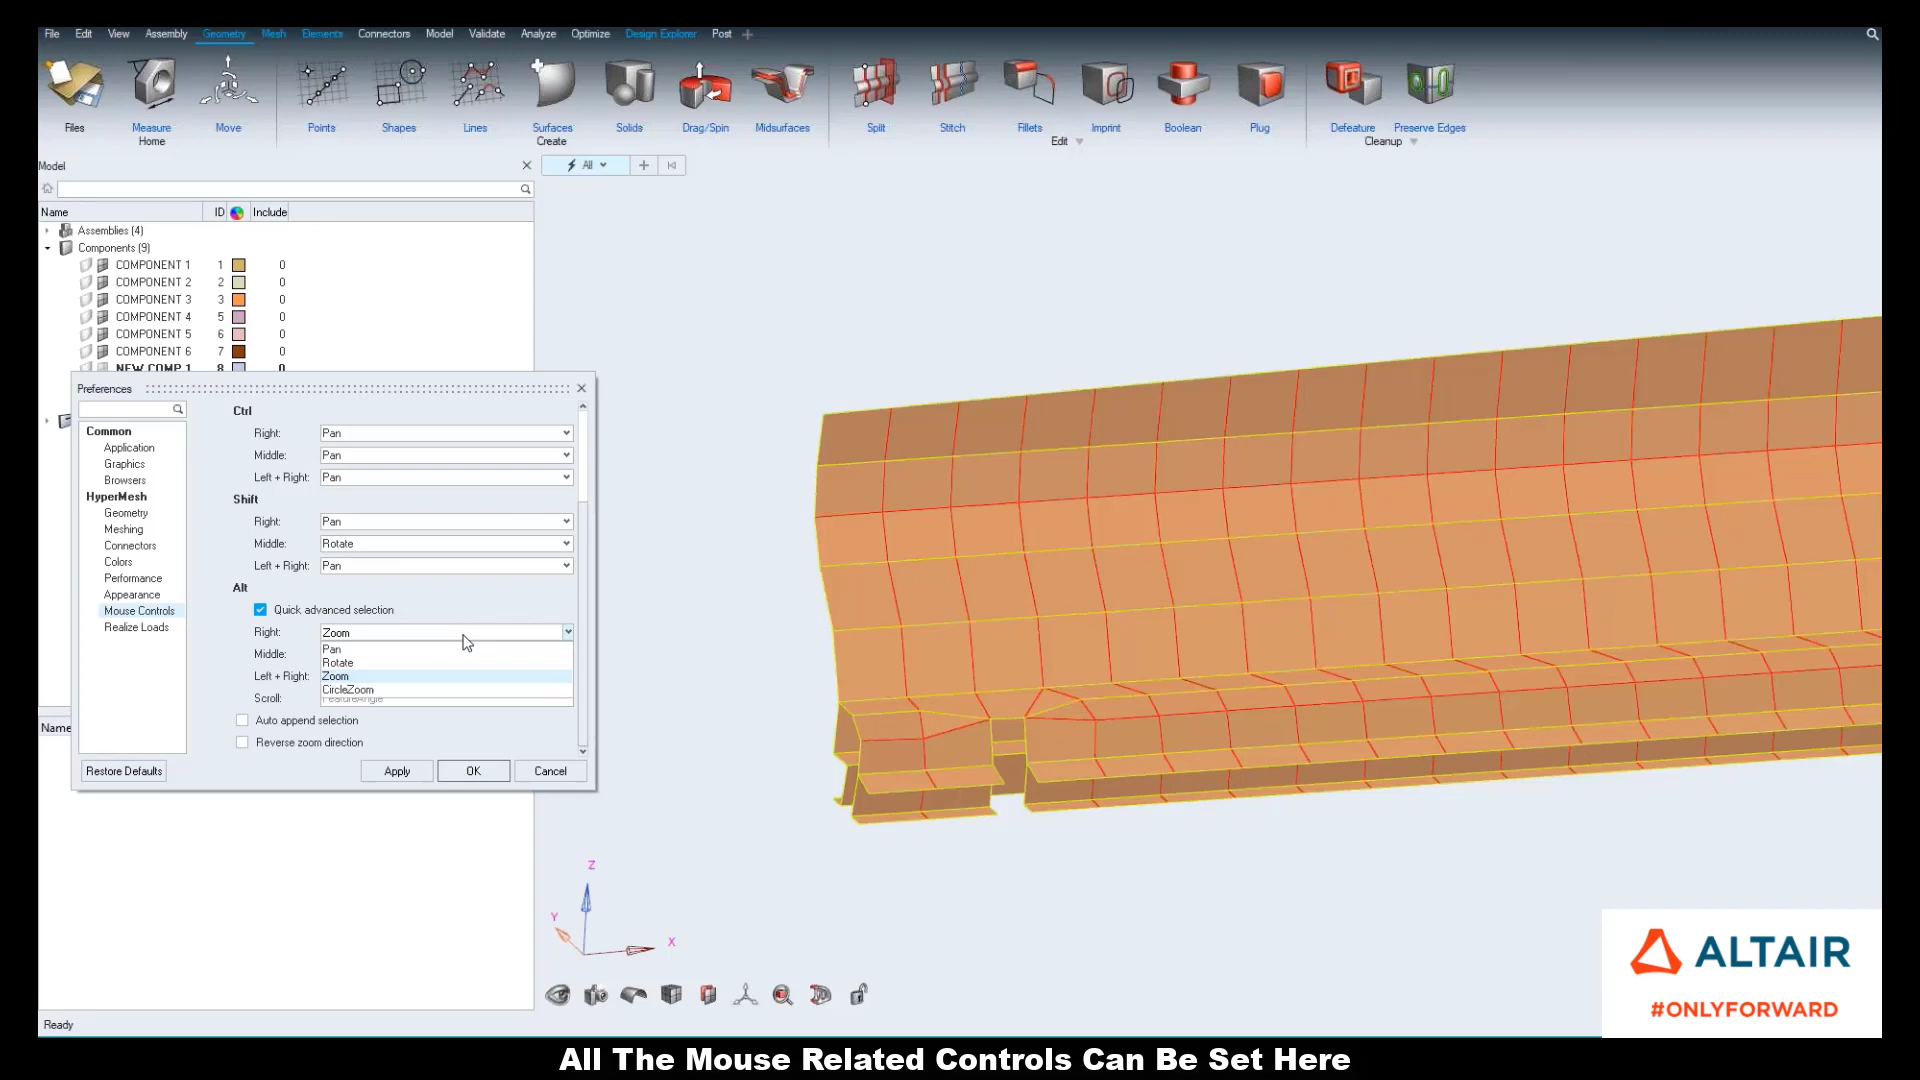 File Edit View Assembly Geometry Mesh Elements Connectors Model Validate Analyze Optimize Design Explorer Post
Files Measure Move Points Shapes Lines Surfaces Solids Drag/Spin Midsurfaces Split Stitch Fillets Imprint Boolean Plug Defeature Preserve Edges
Home Create Edit Cleanup
Model
All
Name ID Include
Assemblies (4)
Components (9)
COMPONENT 1 1 0
COMPONENT 2 2 0
COMPONENT 3 3 0
COMPONENT 4 5 0
COMPONENT 5 6 0
COMPONENT 6 7 0
NEW COMP 1 8 0
Preferences
Common
Application
Graphics
Browsers
HyperMesh
Geometry
Meshing
Connectors
Colors
Performance
Appearance
Mouse Controls
Realize Loads
Ctrl
Right: Pan
Middle: Pan
Left + Right: Pan
Shift
Right: Pan
Middle: Rotate
Left + Right: Pan
Alt
Quick advanced selection
Right: Zoom
Pan
Middle: Rotate
Left + Right: Zoom
CircleZoom
Scroll: FeatureAngle
Auto append selection
Reverse zoom direction
Restore Defaults Apply OK Cancel
Name
Z
Y
X
ALTAIR
#ONLYFORWARD
Ready
All The Mouse Related Controls Can Be Set Here